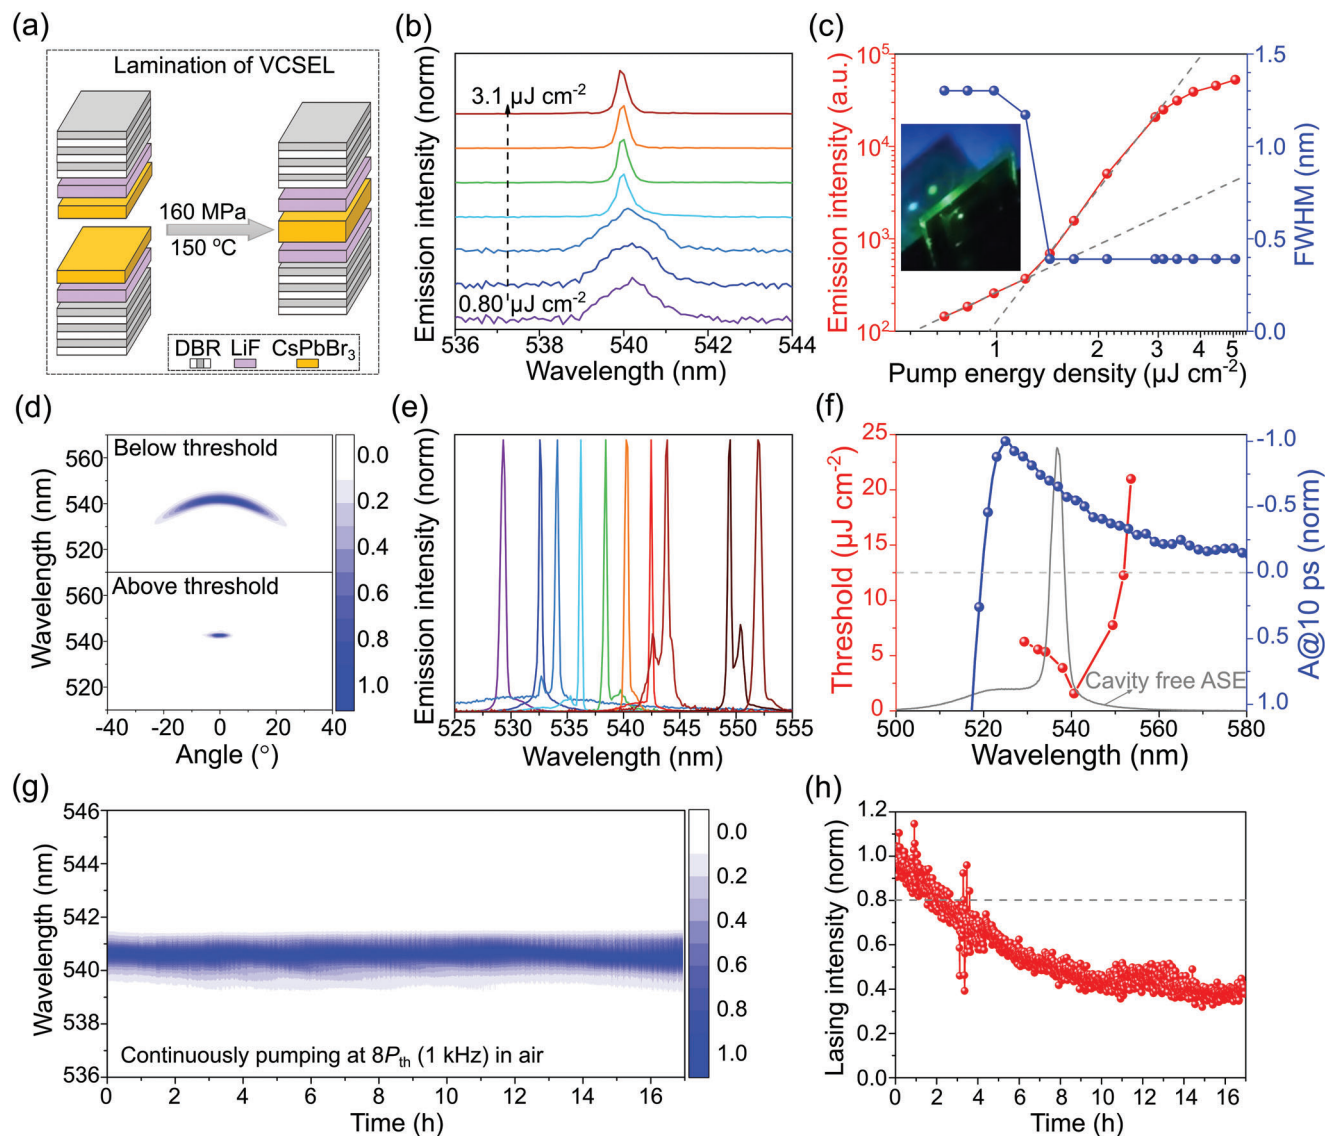 (a)
Lamination of VCSEL
160 MPa
150 °C
DBR LiF CsPbBr3
(b)
Emission intensity (norm)
3.1 µJ cm-2
0.80 µJ cm-2
536 538 540 542 544
Wavelength (nm)
(c)
Emission intensity (a.u.)
10^5
10^4
10^3
10^2
1.5
1.2
0.9
0.6
0.3
0.0
FWHM (nm)
1 2 3 4 5
Pump energy density (µJ cm-2)
(d)
Wavelength (nm)
Below threshold
560
540
520
Above threshold
560
540
520
-40 -20 0 20 40
Angle (°)
0.0
0.2
0.4
0.6
0.8
1.0
(e)
Emission intensity (norm)
525 530 535 540 545 550 555
Wavelength (nm)
(f)
Threshold (µJ cm-2)
25
20
15
10
5
0
-1.0
-0.5
0.0
0.5
1.0
A@10 ps (norm)
Cavity free ASE
500 520 540 560 580
Wavelength (nm)
(g)
Wavelength (nm)
546
544
542
540
538
536
Continuously pumping at 8Pth (1 kHz) in air
0 2 4 6 8 10 12 14 16
Time (h)
0.0
0.2
0.4
0.6
0.8
1.0
(h)
Lasing intensity (norm)
1.2
1.0
0.8
0.6
0.4
0.2
0.0
0 2 4 6 8 10 12 14 16
Time (h)